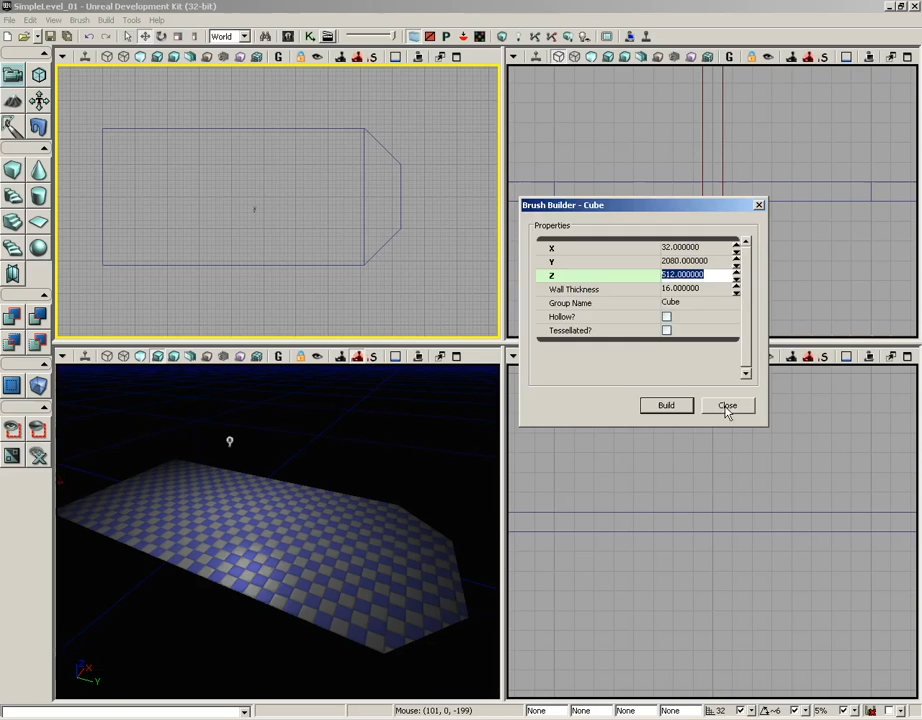 SimpleLevel_01 - Unreal Development Kit (32-bit)
File Edit View Brush Build Tools Help
World
G
G
Brush Builder - Cube
Properties
X 32.000000
Y 2080.000000
Z 512.000000
Wall Thickness 16.000000
Group Name Cube
Hollow?
Tessellated?
Build Close
G
Z X Y
Mouse: (101, 0, -199) None None None None 32 ~6 5%